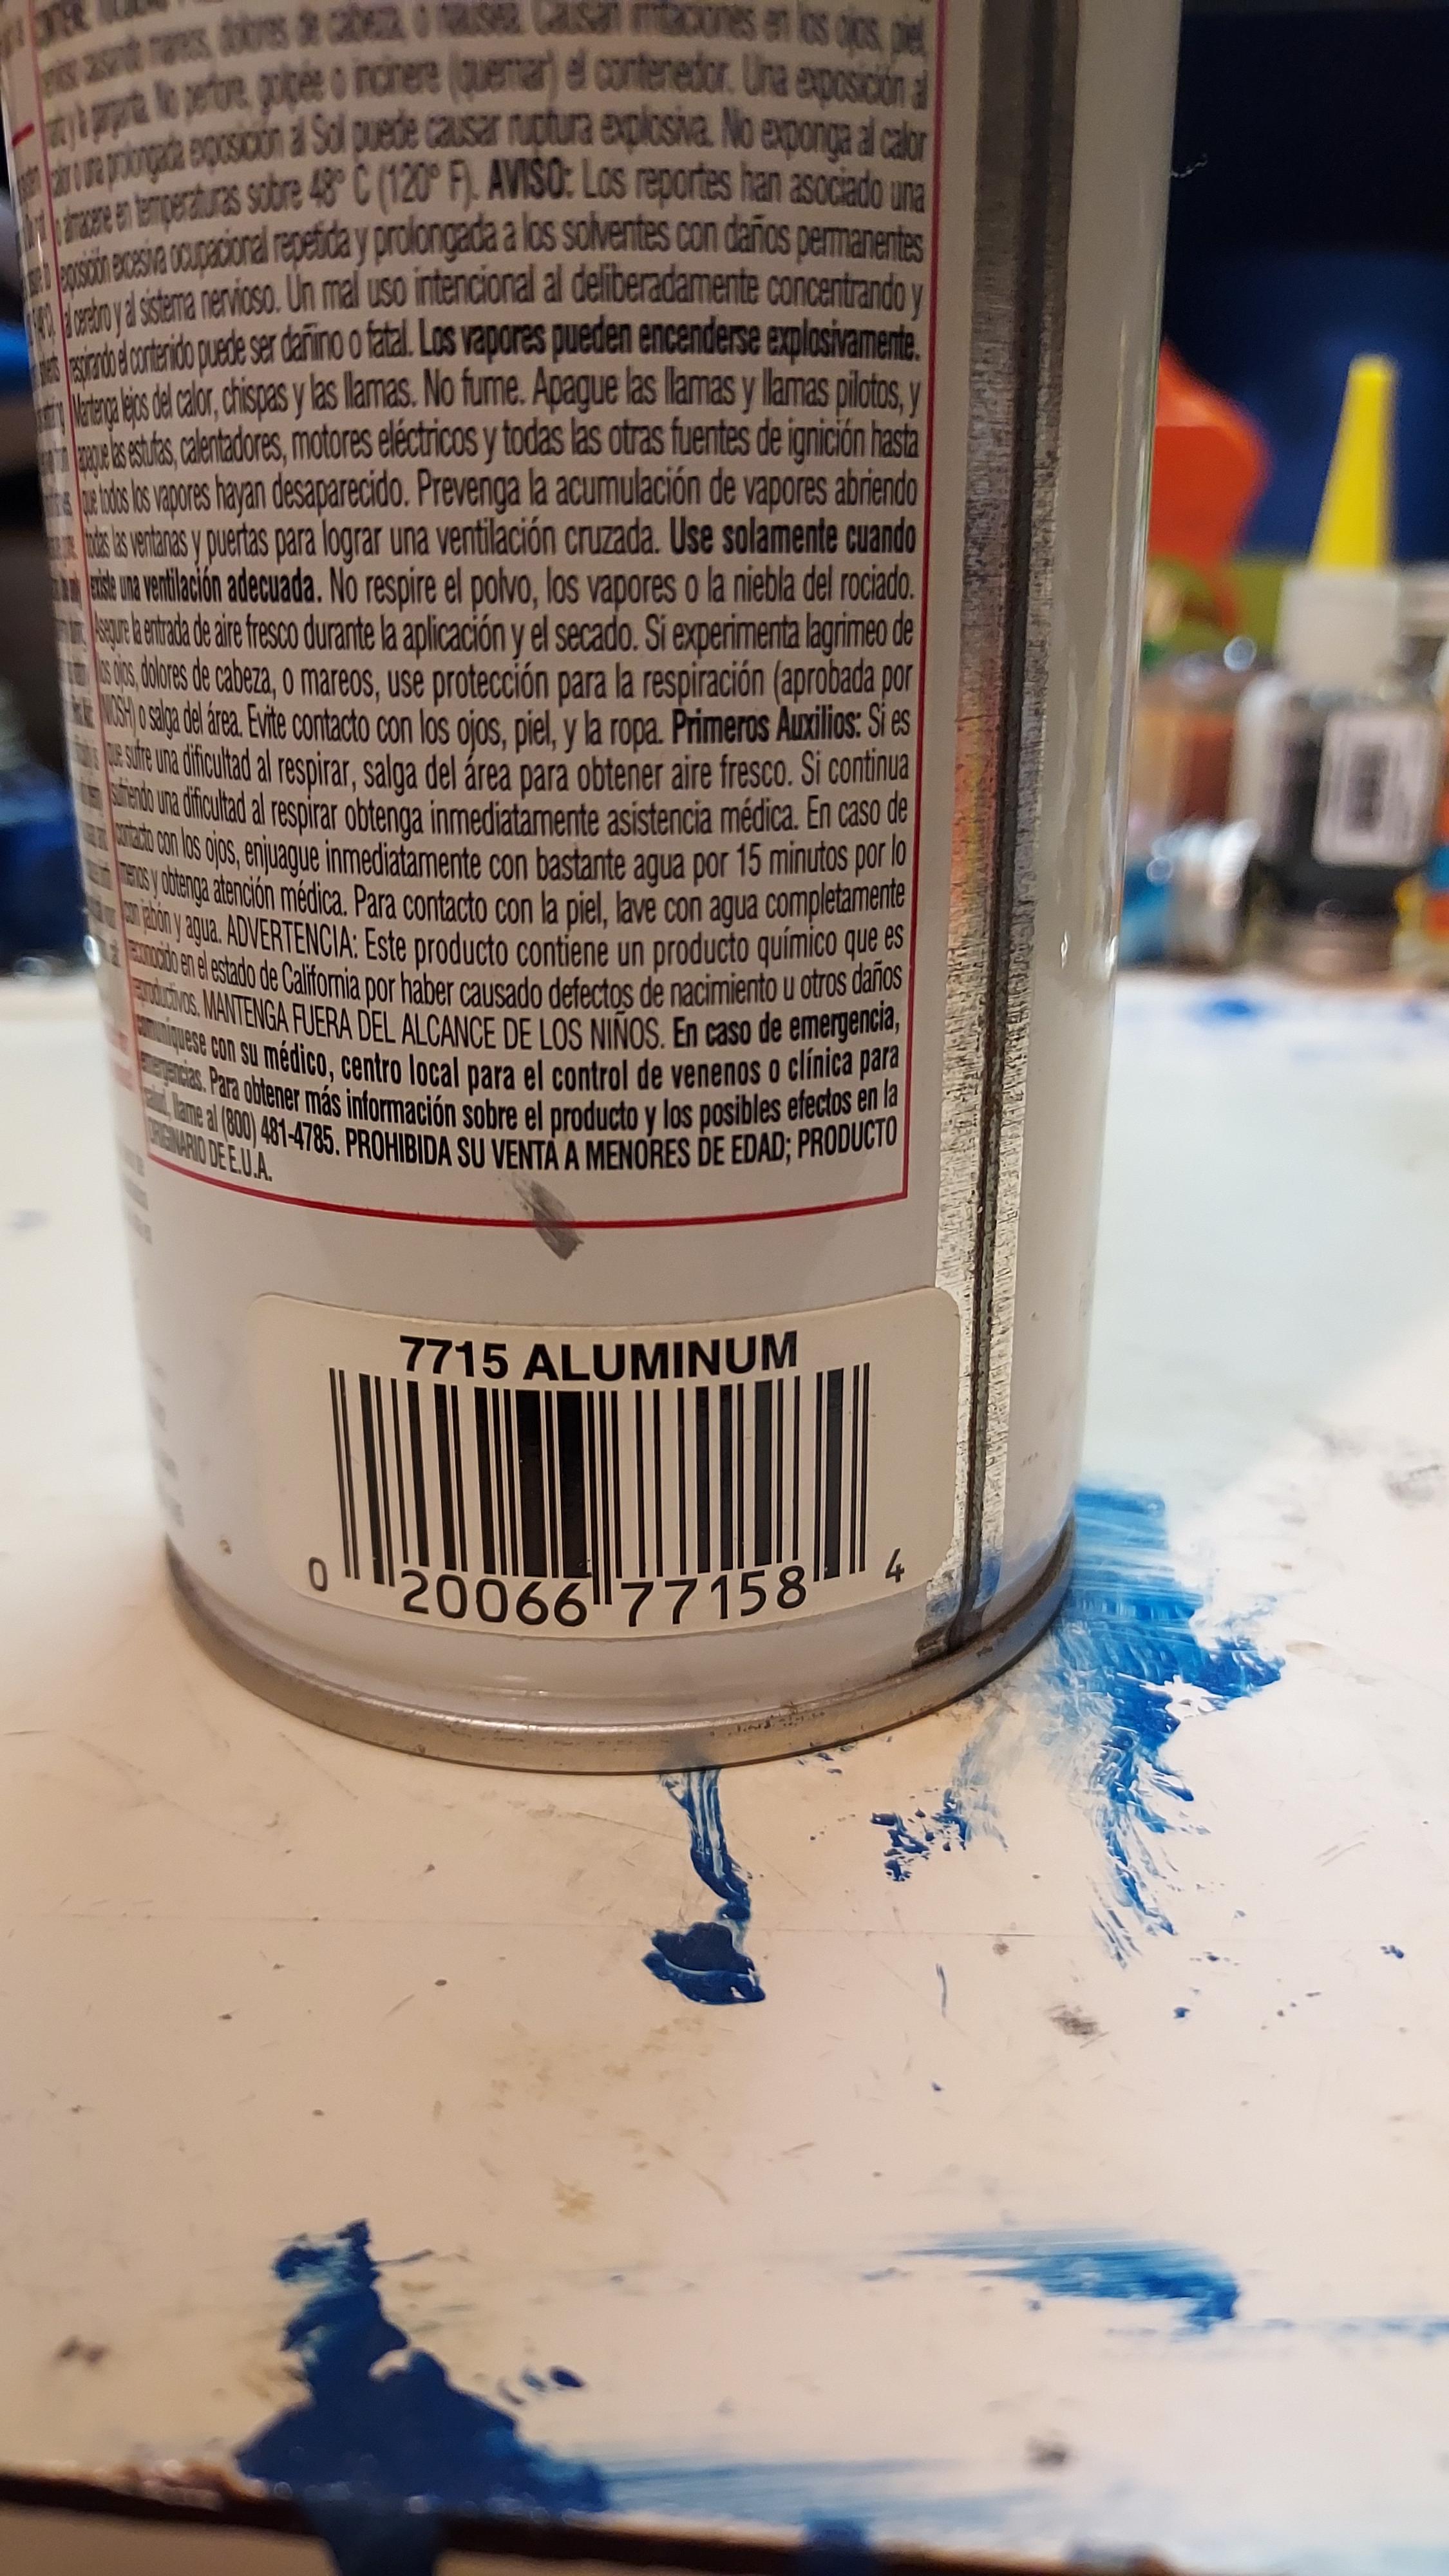 causando mareos, dolores de cabeza, o nausea. Causan irritaciones en los ojos, piel,
y la garganta. No perfore, golpée o incinere (quemar) el contenedor. Una exposición al
calor o una prolongada exposición al Sol puede causar ruptura explosiva. No exponga al calor
o almacene en temperaturas sobre 48° C (120° F). AVISO: Los reportes han asociado una
exposición excesiva ocupacional repetida y prolongada a los solventes con daños permanentes
al cerebro y al sistema nervioso. Un mal uso intencional al deliberadamente concentrando y
respirando el contenido puede ser dañino o fatal. Los vapores pueden encenderse explosivamente.
Mantenga lejos del calor, chispas y las llamas. No fume. Apague las llamas y llamas pilotos, y
apague las estufas, calentadores, motores eléctricos y todas las otras fuentes de ignición hasta
que todos los vapores hayan desaparecido. Prevenga la acumulación de vapores abriendo
todas las ventanas y puertas para lograr una ventilación cruzada. Use solamente cuando
existe una ventilación adecuada. No respire el polvo, los vapores o la niebla del rociado.
Asegure la entrada de aire fresco durante la aplicación y el secado. Si experimenta lagrimeo de
los ojos, dolores de cabeza, o mareos, use protección para la respiración (aprobada por
NIOSH) o salga del área. Evite contacto con los ojos, piel, y la ropa. Primeros Auxilios: Si es
que sufre una dificultad al respirar, salga del área para obtener aire fresco. Si continua
sufriendo una dificultad al respirar obtenga inmediatamente asistencia médica. En caso de
contacto con los ojos, enjuague inmediatamente con bastante agua por 15 minutos por lo
menos y obtenga atención médica. Para contacto con la piel, lave con agua completamente
con jabón y agua. ADVERTENCIA: Este producto contiene un producto químico que es
reconocido en el estado de California por haber causado defectos de nacimiento u otros daños
reproductivos. MANTENGA FUERA DEL ALCANCE DE LOS NIÑOS. En caso de emergencia,
comuníquese con su médico, centro local para el control de venenos o clínica para
emergencias. Para obtener más información sobre el producto y los posibles efectos en la
salud, llame al (800) 481-4785. PROHIBIDA SU VENTA A MENORES DE EDAD; PRODUCTO
ORIGINARIO DE E.U.A.
7715 ALUMINUM
0 20066 77158 4